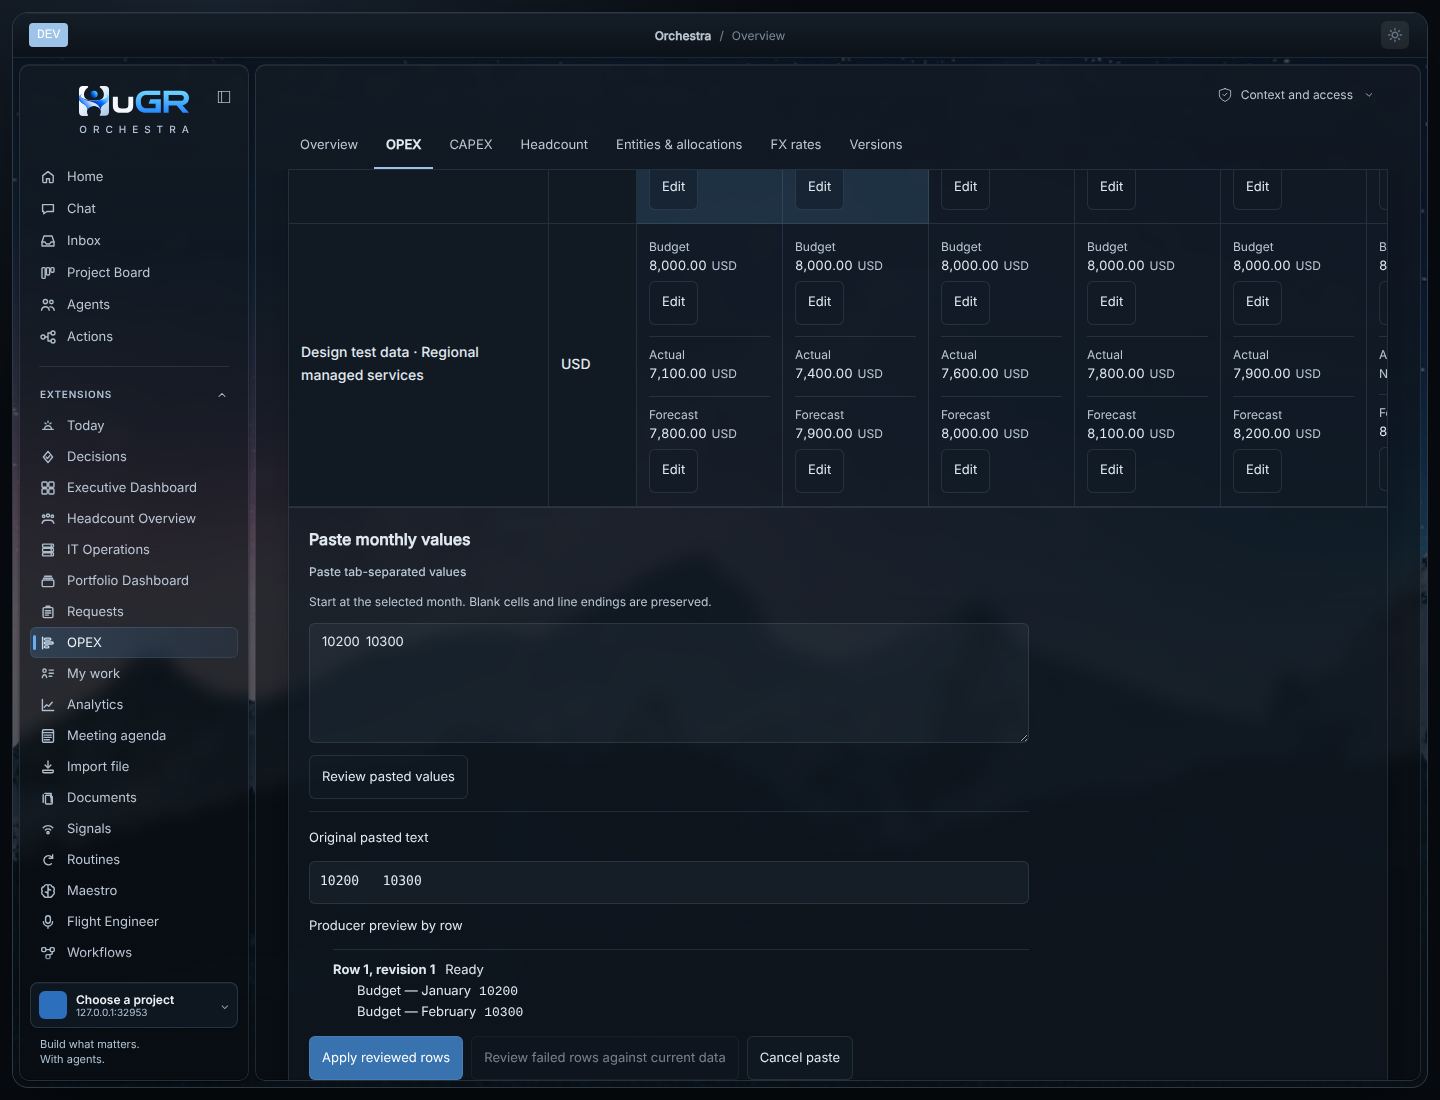 DEV
Orchestra / Overview
HuGR
ORCHESTRA
Home
Chat
Inbox
Project Board
Agents
Actions
EXTENSIONS
Today
Decisions
Executive Dashboard
Headcount Overview
IT Operations
Portfolio Dashboard
Requests
OPEX
My work
Analytics
Meeting agenda
Import file
Documents
Signals
Routines
Maestro
Flight Engineer
Workflows
Choose a project
127.0.0.1:32953
Build what matters.
With agents.
Context and access
Overview OPEX CAPEX Headcount Entities & allocations FX rates Versions
Edit Edit Edit Edit Edit
Budget Budget Budget Budget Budget B
8,000.00 USD 8,000.00 USD 8,000.00 USD 8,000.00 USD 8,000.00 USD 8
Edit Edit Edit Edit Edit
Design test data · Regional
managed services
USD
Actual Actual Actual Actual Actual A
7,100.00 USD 7,400.00 USD 7,600.00 USD 7,800.00 USD 7,900.00 USD N
Forecast Forecast Forecast Forecast Forecast F
7,800.00 USD 7,900.00 USD 8,000.00 USD 8,100.00 USD 8,200.00 USD 8
Edit Edit Edit Edit Edit
Paste monthly values
Paste tab-separated values
Start at the selected month. Blank cells and line endings are preserved.
10200 10300
Review pasted values
Original pasted text
10200 10300
Producer preview by row
Row 1, revision 1 Ready
Budget — January 10200
Budget — February 10300
Apply reviewed rows Review failed rows against current data Cancel paste